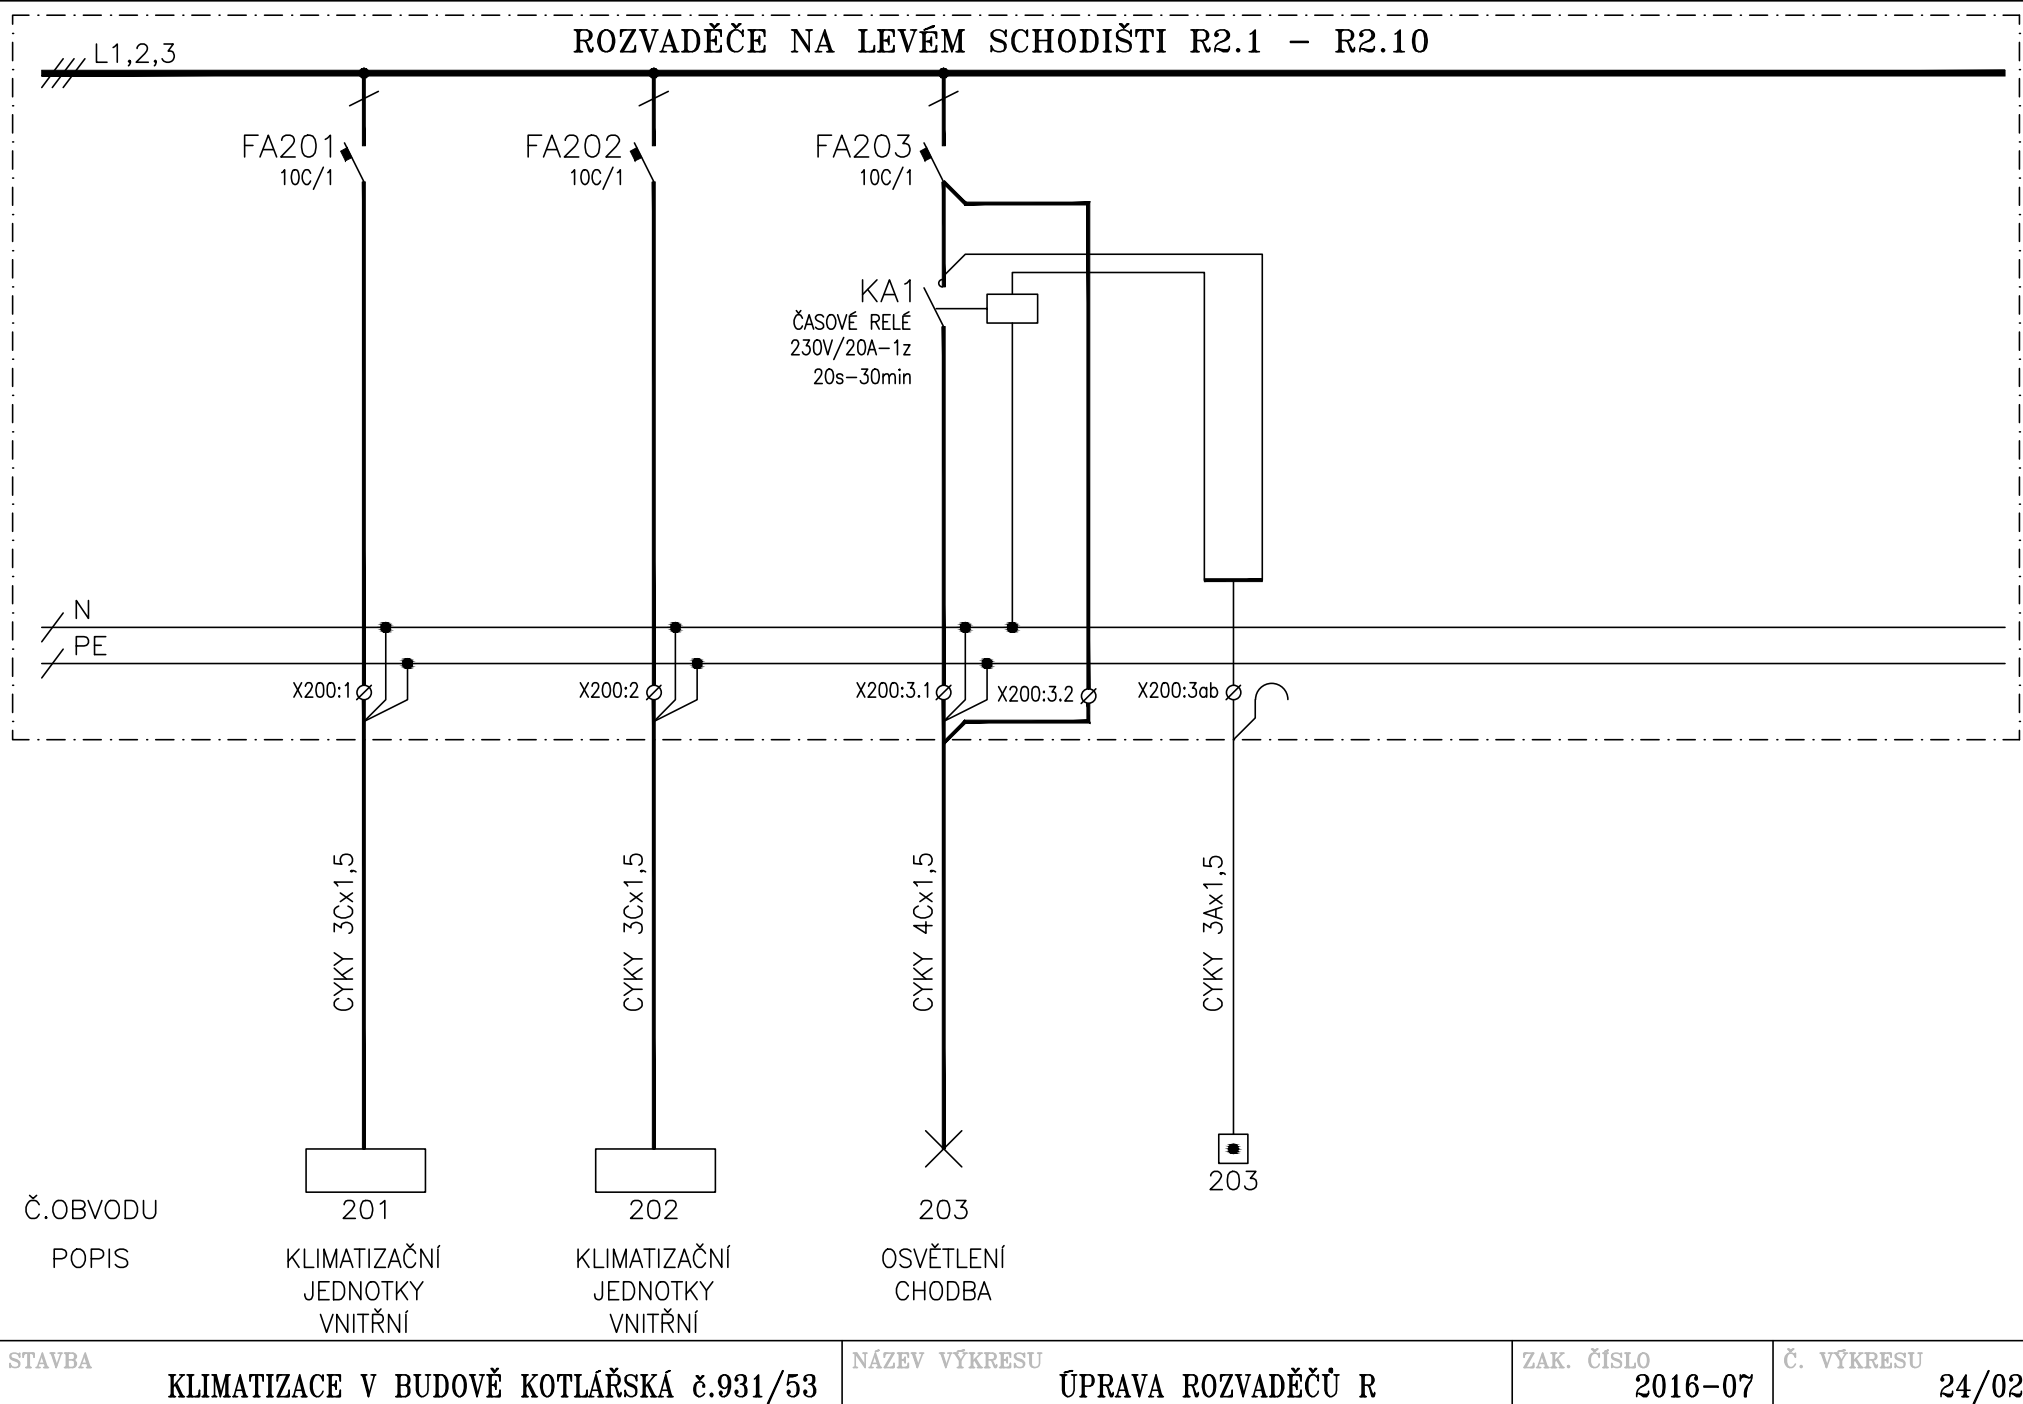 ROZVADĚČE NA LEVÉM SCHODIŠTI R2.1 – R2.10
L1,2,3
FA201
10C/1
FA202
10C/1
FA203
10C/1
KA1
ČASOVÉ RELÉ
230V/20A–1z
20s–30min
N
PE
X200:1
X200:2
X200:3.1
X200:3.2
X200:3ab
CYKY 3Cx1,5
CYKY 3Cx1,5
CYKY 4Cx1,5
CYKY 3Ax1,5
203
Č.OBVODU
201
202
203
POPIS
KLIMATIZAČNÍ
JEDNOTKY
VNITŘNÍ
KLIMATIZAČNÍ
JEDNOTKY
VNITŘNÍ
OSVĚTLENÍ
CHODBA
STAVBA
KLIMATIZACE V BUDOVĚ KOTLÁŘSKÁ č.931/53
NÁZEV VÝKRESU
ÚPRAVA ROZVADĚČŮ R
ZAK. ČÍSLO
2016–07
Č. VÝKRESU
24/02